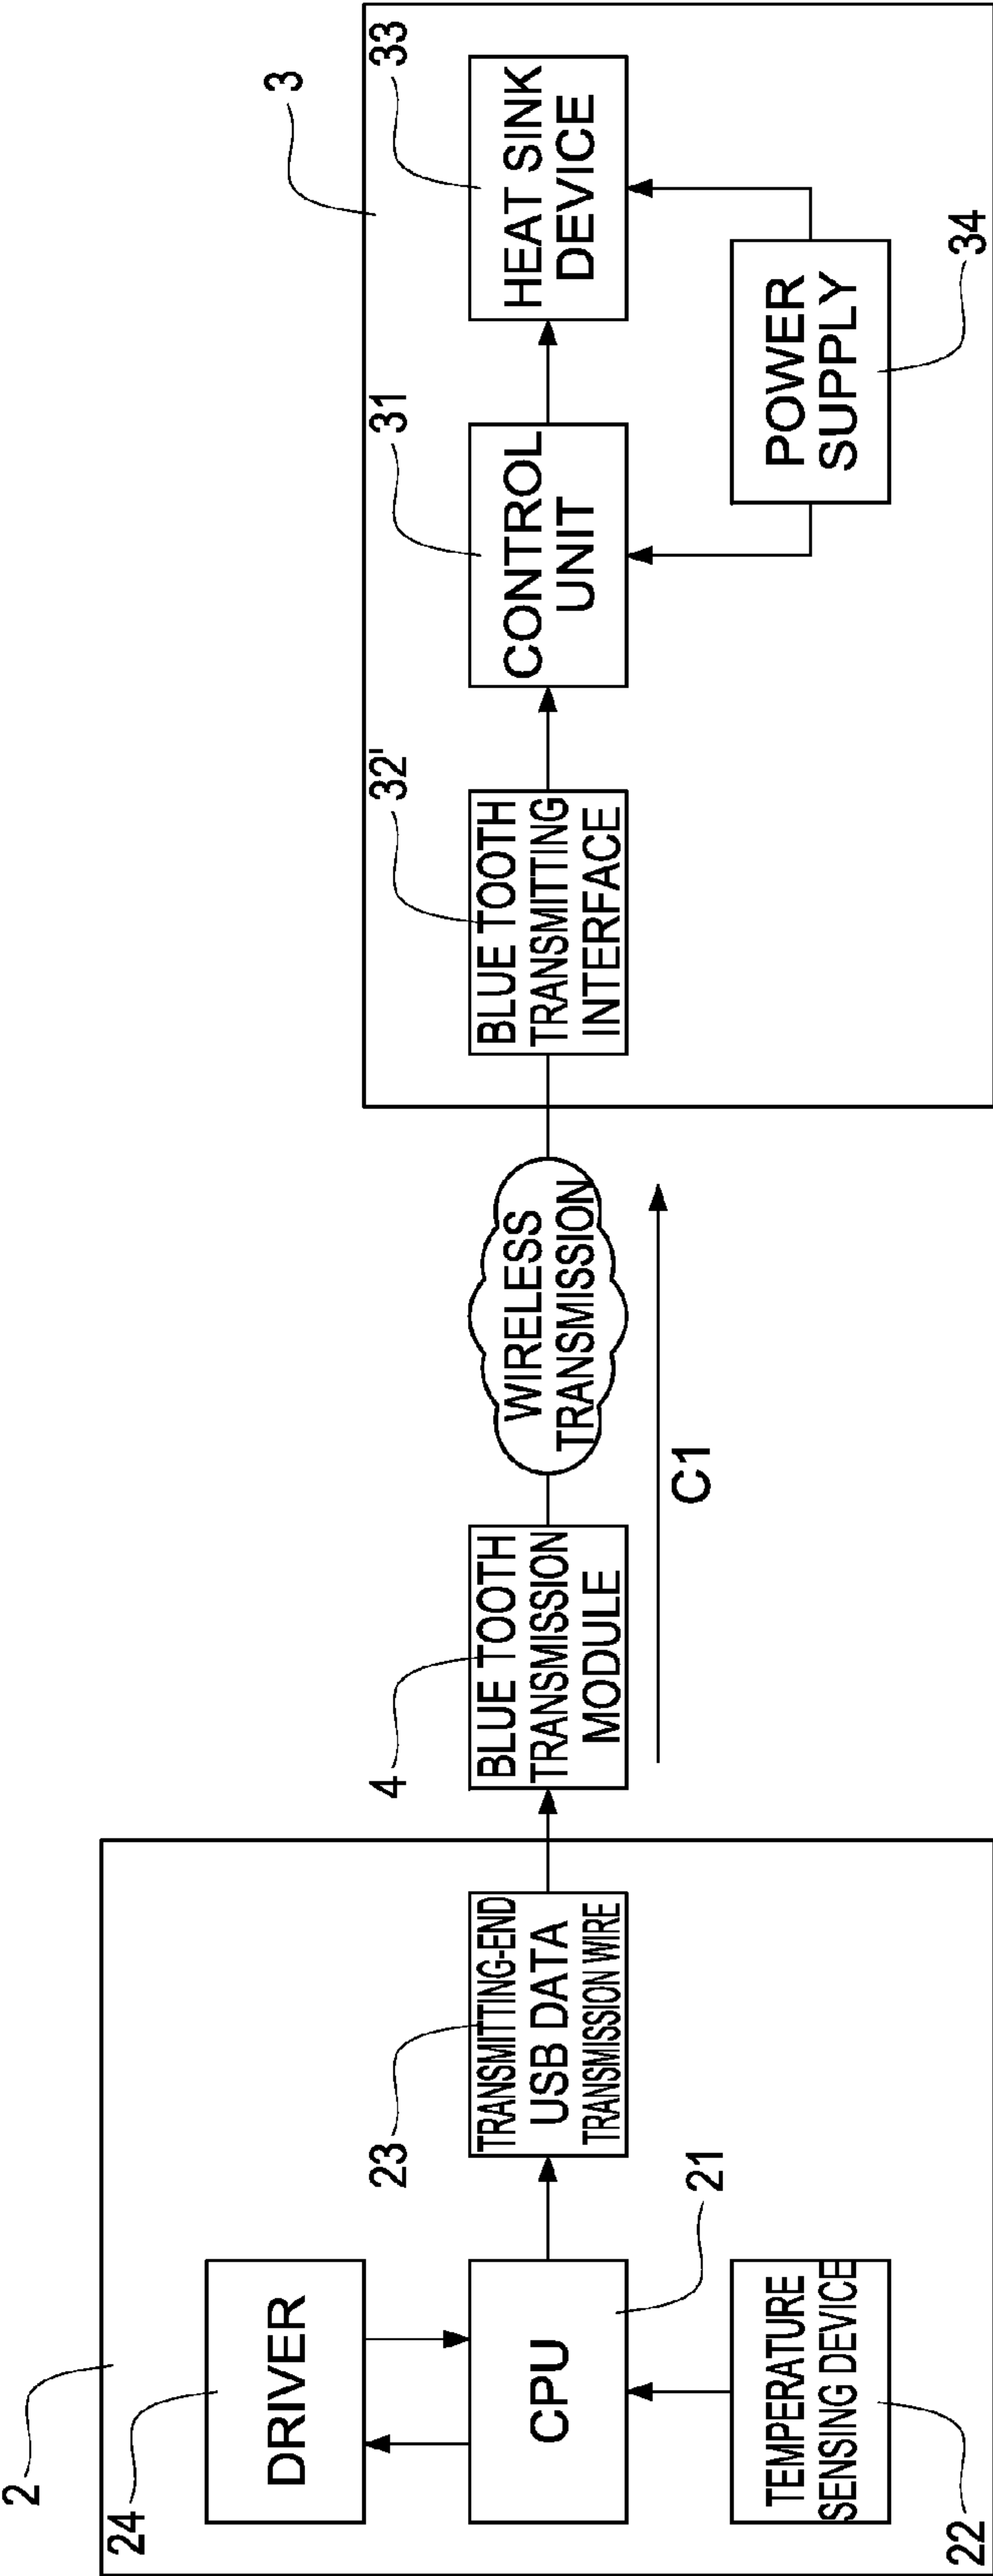 2
24
DRIVER
CPU
21
TEMPERATURE
SENSING DEVICE
22
23
TRANSMITTING-END
USB DATA
TRANSMISSION WIRE
4
BLUE TOOTH
TRANSMISSION
MODULE
WIRELESS
TRANSMISSION
C1
3
32'
BLUE TOOTH
TRANSMITTING
INTERFACE
31
CONTROL
UNIT
33
HEAT SINK
DEVICE
POWER
SUPPLY
34